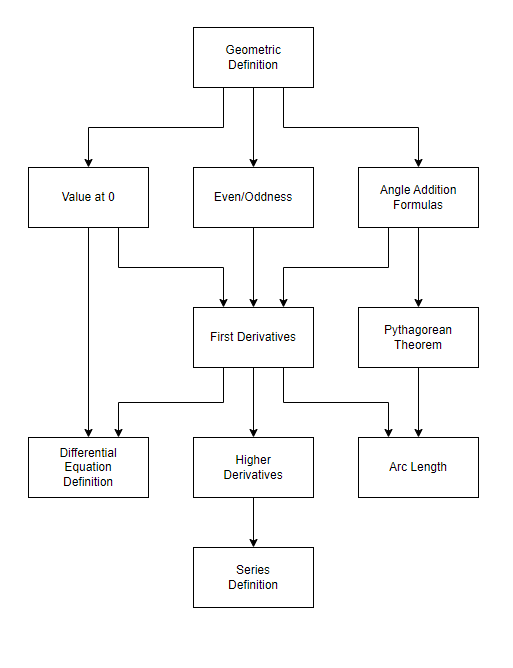 Geometric
Definition
Value at 0
Even/Oddness
Angle Addition
Formulas
First Derivatives
Pythagorean
Theorem
Differential
Equation
Definition
Higher
Derivatives
Arc Length
Series
Definition